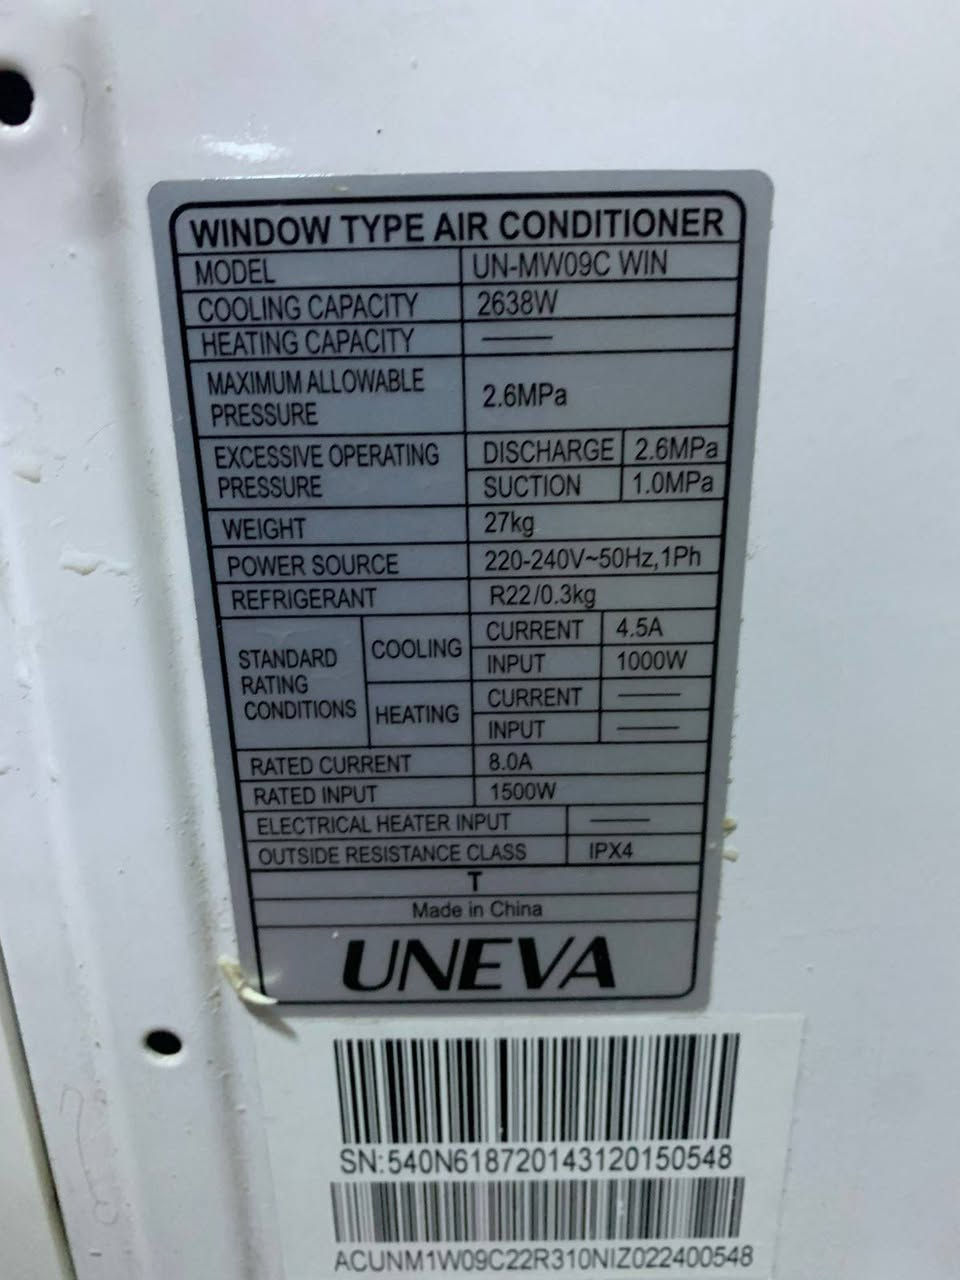 WINDOW TYPE AIR CONDITIONER
MODEL UN-MW09C WIN
COOLING CAPACITY 2638W
HEATING CAPACITY ——
MAXIMUM ALLOWABLE PRESSURE 2.6MPa
EXCESSIVE OPERATING PRESSURE DISCHARGE 2.6MPa
SUCTION 1.0MPa
WEIGHT 27kg
POWER SOURCE 220-240V~50Hz,1Ph
REFRIGERANT R22/0.3kg
STANDARD RATING CONDITIONS COOLING CURRENT 4.5A
INPUT 1000W
HEATING CURRENT ——
INPUT ——
RATED CURRENT 8.0A
RATED INPUT 1500W
ELECTRICAL HEATER INPUT ——
OUTSIDE RESISTANCE CLASS IPX4
T
Made in China
UNEVA
SN:540N618720143120150548
ACUNM1W09C22R310NIZ022400548